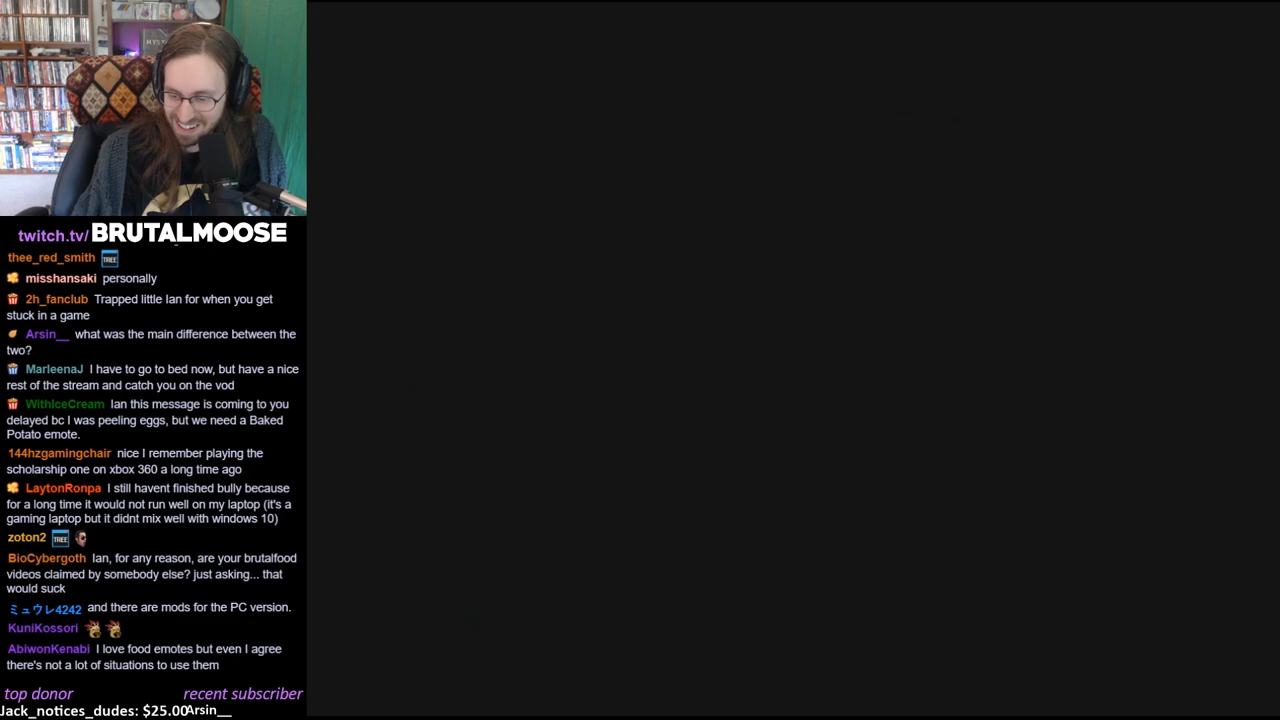 twitch.tv/BRUTALMOOSE
thee_red_smith TREE
misshansaki personally
2h_fanclub Trapped little Ian for when you get
stuck in a game
Arsin__ what was the main difference between the
two?
MarleenaJ I have to go to bed now, but have a nice
rest of the stream and catch you on the vod
WithIceCream Ian this message is coming to you
delayed bc I was peeling eggs, but we need a Baked
Potato emote.
144hzgamingchair nice I remember playing the
scholarship one on xbox 360 a long time ago
LaytonRonpa I still havent finished bully because
for a long time it would not run well on my laptop (it's a
gaming laptop but it didnt mix well with windows 10)
zoton2 TREE
BioCybergoth Ian, for any reason, are your brutalfood
videos claimed by somebody else? just asking... that
would suck
ミュウレ4242 and there are mods for the PC version.
KuniKossori
AbiwonKenabi I love food emotes but even I agree
there's not a lot of situations to use them
top donor recent subscriber
Jack_notices_dudes: $25.00 Arsin__